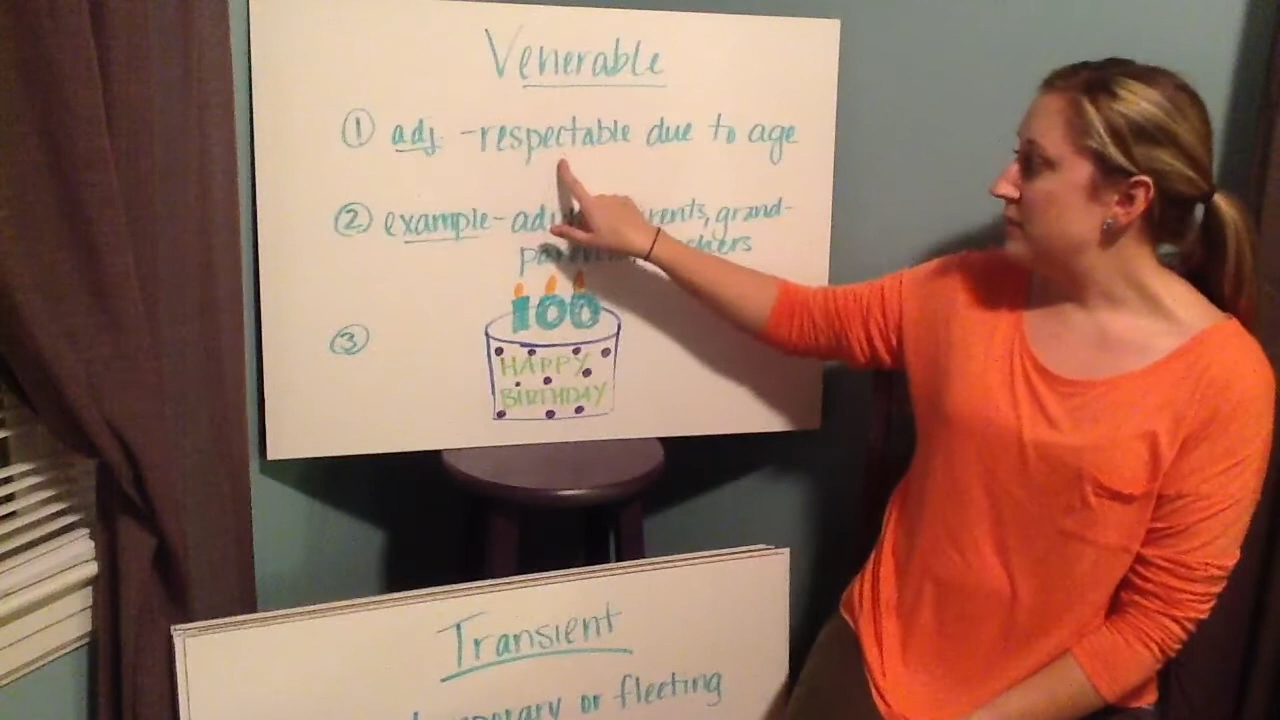 Venerable
① adj - respectable due to age
② example - grand-
100
HAPPY
BIRTHDAY
③
Transient
or fleeting